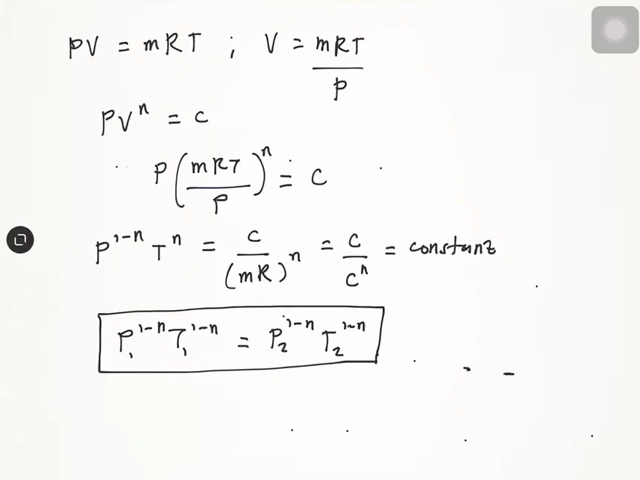 PV = mRT ; V = mRT/P
PV^n = C
P(mRT/P)^n = C
P^1-n T^n = C/(mR)^n = C/C^n = constant
P₁^1-n T₁^1-n = P₂^1-n T₂^1-n